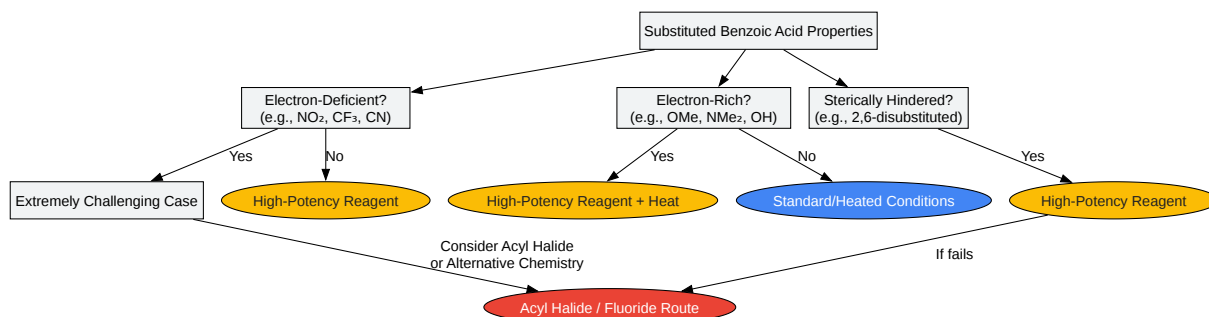 Substituted Benzoic Acid Properties
Electron-Deficient?
(e.g., NO₂, CF₃, CN)
Electron-Rich?
(e.g., OMe, NMe₂, OH)
Sterically Hindered?
(e.g., 2,6-disubstituted)
Yes
No
Yes
No
Yes
Extremely Challenging Case
High-Potency Reagent
High-Potency Reagent + Heat
Standard/Heated Conditions
High-Potency Reagent
Consider Acyl Halide
or Alternative Chemistry
If fails
Acyl Halide / Fluoride Route